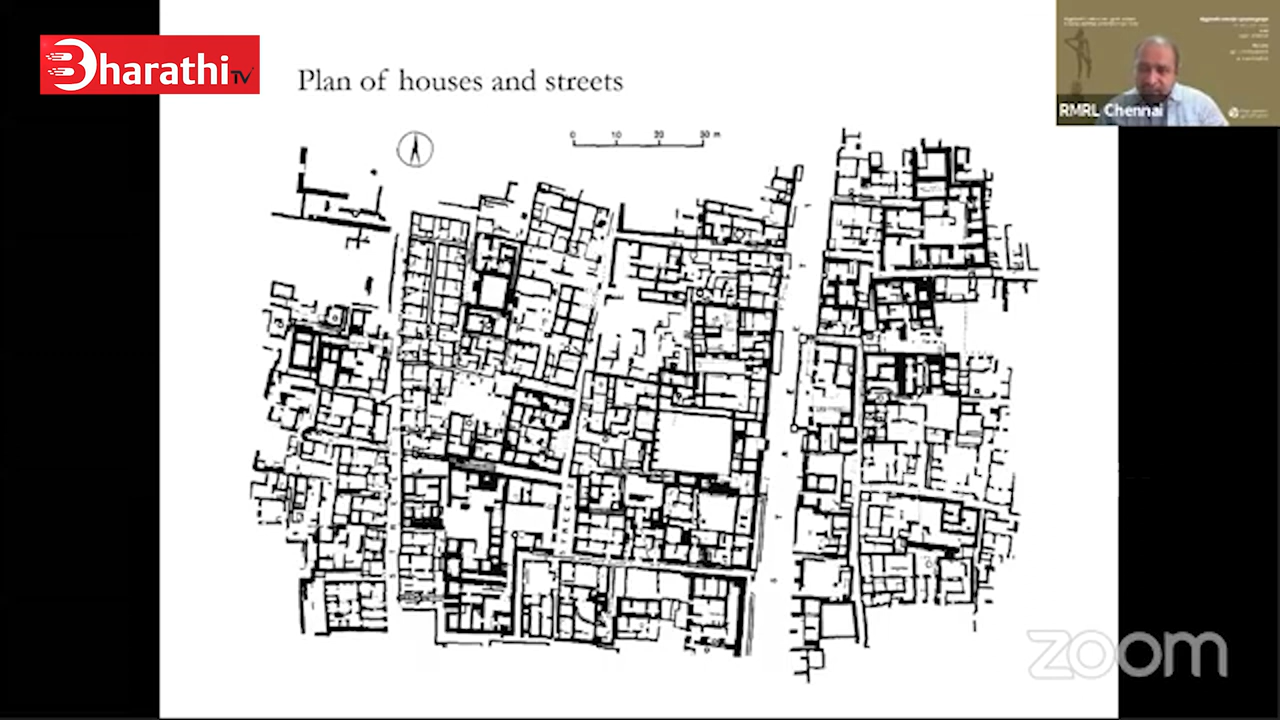 Bharathi TV
Plan of houses and streets
0 10 20 30 m
RMRL Chennai
zoom